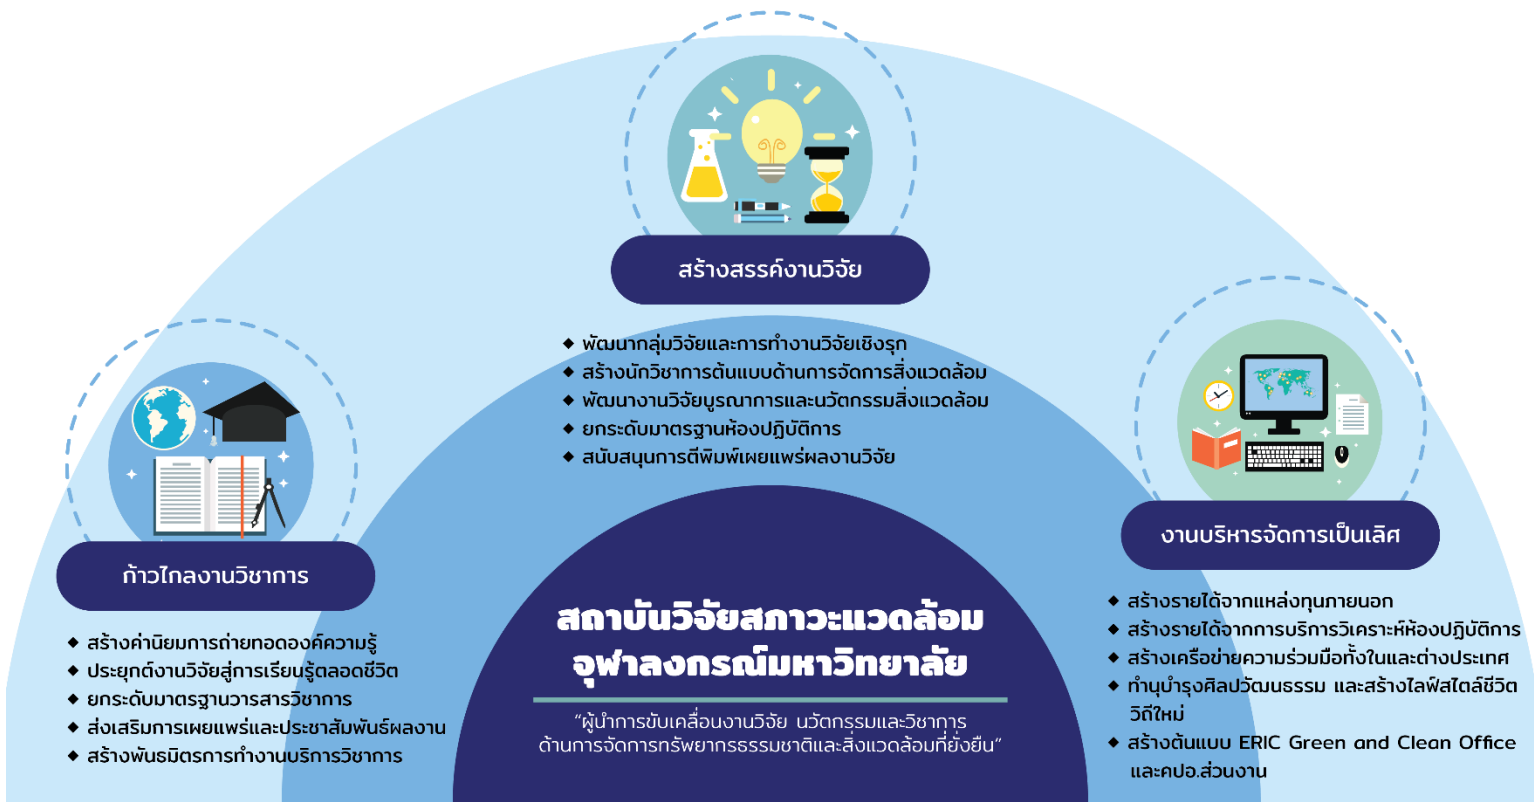 สร้างสรรค์งานวิจัย
◆ พัฒนากลุ่มวิจัยและการทำงานวิจัยเชิงรุก
◆ สร้างนักวิชาการต้นแบบด้านการจัดการสิ่งแวดล้อม
◆ พัฒนางานวิจัยบูรณาการและนวัตกรรมสิ่งแวดล้อม
◆ ยกระดับมาตรฐานห้องปฏิบัติการ
◆ สนับสนุนการตีพิมพ์เผยแพร่ผลงานวิจัย
ก้าวไกลงานวิชาการ
◆ สร้างค่านิยมการถ่ายทอดองค์ความรู้
◆ ประยุกต์งานวิจัยสู่การเรียนรู้ตลอดชีวิต
◆ ยกระดับมาตรฐานวารสารวิชาการ
◆ ส่งเสริมการเผยแพร่และประชาสัมพันธ์ผลงาน
◆ สร้างพันธมิตรการทำงานบริการวิชาการ
งานบริหารจัดการเป็นเลิศ
◆ สร้างรายได้จากแหล่งทุนภายนอก
◆ สร้างรายได้จากการบริการวิเคราะห์ห้องปฏิบัติการ
◆ สร้างเครือข่ายความร่วมมือทั้งในและต่างประเทศ
◆ ทำนุบำรุงศิลปวัฒนธรรม และสร้างไลฟ์สไตล์ชีวิต
วิถีใหม่
◆ สร้างต้นแบบ ERIC Green and Clean Office
และคปอ.ส่วนงาน
สถาบันวิจัยสภาวะแวดล้อม
จุฬาลงกรณ์มหาวิทยาลัย
“ผู้นำการขับเคลื่อนงานวิจัย นวัตกรรมและวิชาการ
ด้านการจัดการทรัพยากรธรรมชาติและสิ่งแวดล้อมที่ยั่งยืน”